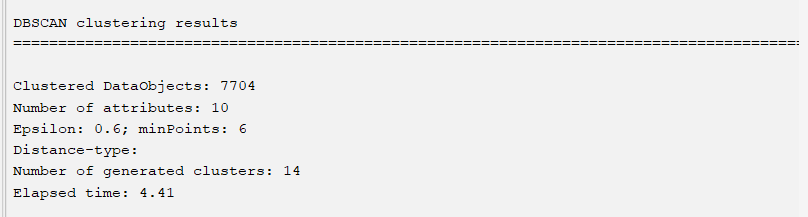 DBSCAN clustering results
========================================================================================
Clustered DataObjects: 7704
Number of attributes: 10
Epsilon: 0.6; minPoints: 6
Distance-type:
Number of generated clusters: 14
Elapsed time: 4.41